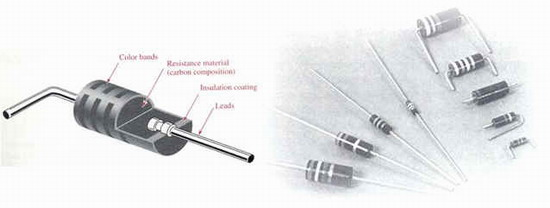 Color bands
Resistance material
(carbon composition)
Insulation coating
Leads